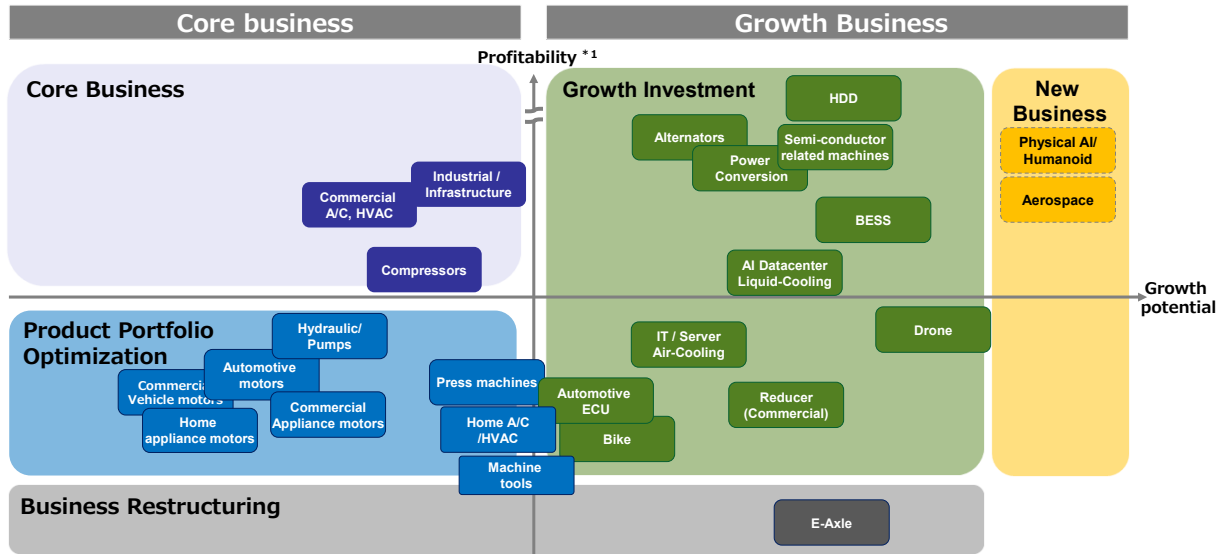 Core business
Growth Business
Profitability *1
Core Business
Growth Investment
New
Business
HDD
Alternators
Semi-conductor
related machines
Power
Conversion
Physical AI/
Humanoid
Industrial /
Infrastructure
Commercial
A/C, HVAC
Aerospace
BESS
Compressors
AI Datacenter
Liquid-Cooling
Growth
potential
Product Portfolio
Optimization
Hydraulic/
Pumps
IT / Server
Air-Cooling
Drone
Automotive
motors
Press machines
Commercial
Vehicle motors
Automotive
ECU
Reducer
(Commercial)
Commercial
Appliance motors
Home
appliance motors
Home A/C
/HVAC
Bike
Machine
tools
Business Restructuring
E-Axle